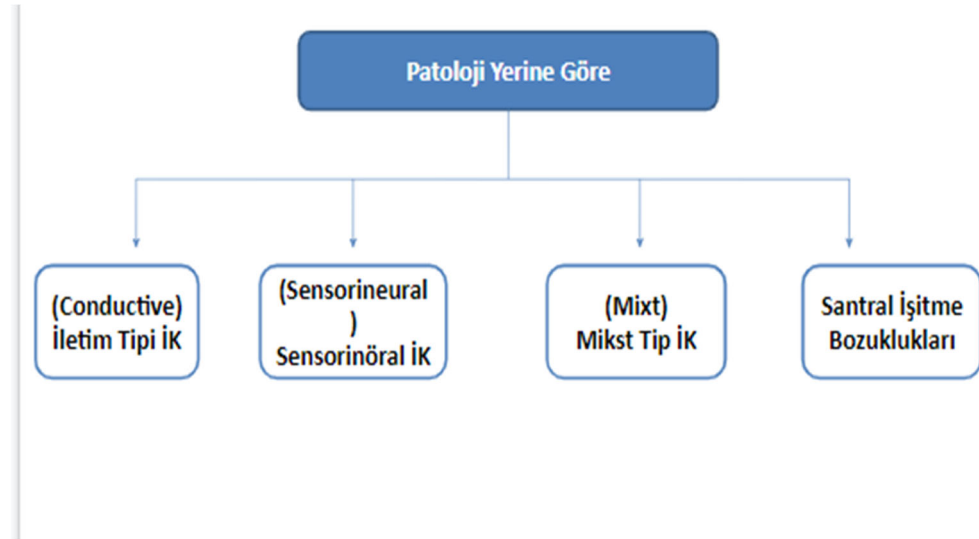 Patoloji Yerine Göre
(Conductive)
İletim Tipi İK
(Sensorineural
)
Sensorinöral İK
(Mixt)
Mikst Tip İK
Santral İşitme
Bozuklukları